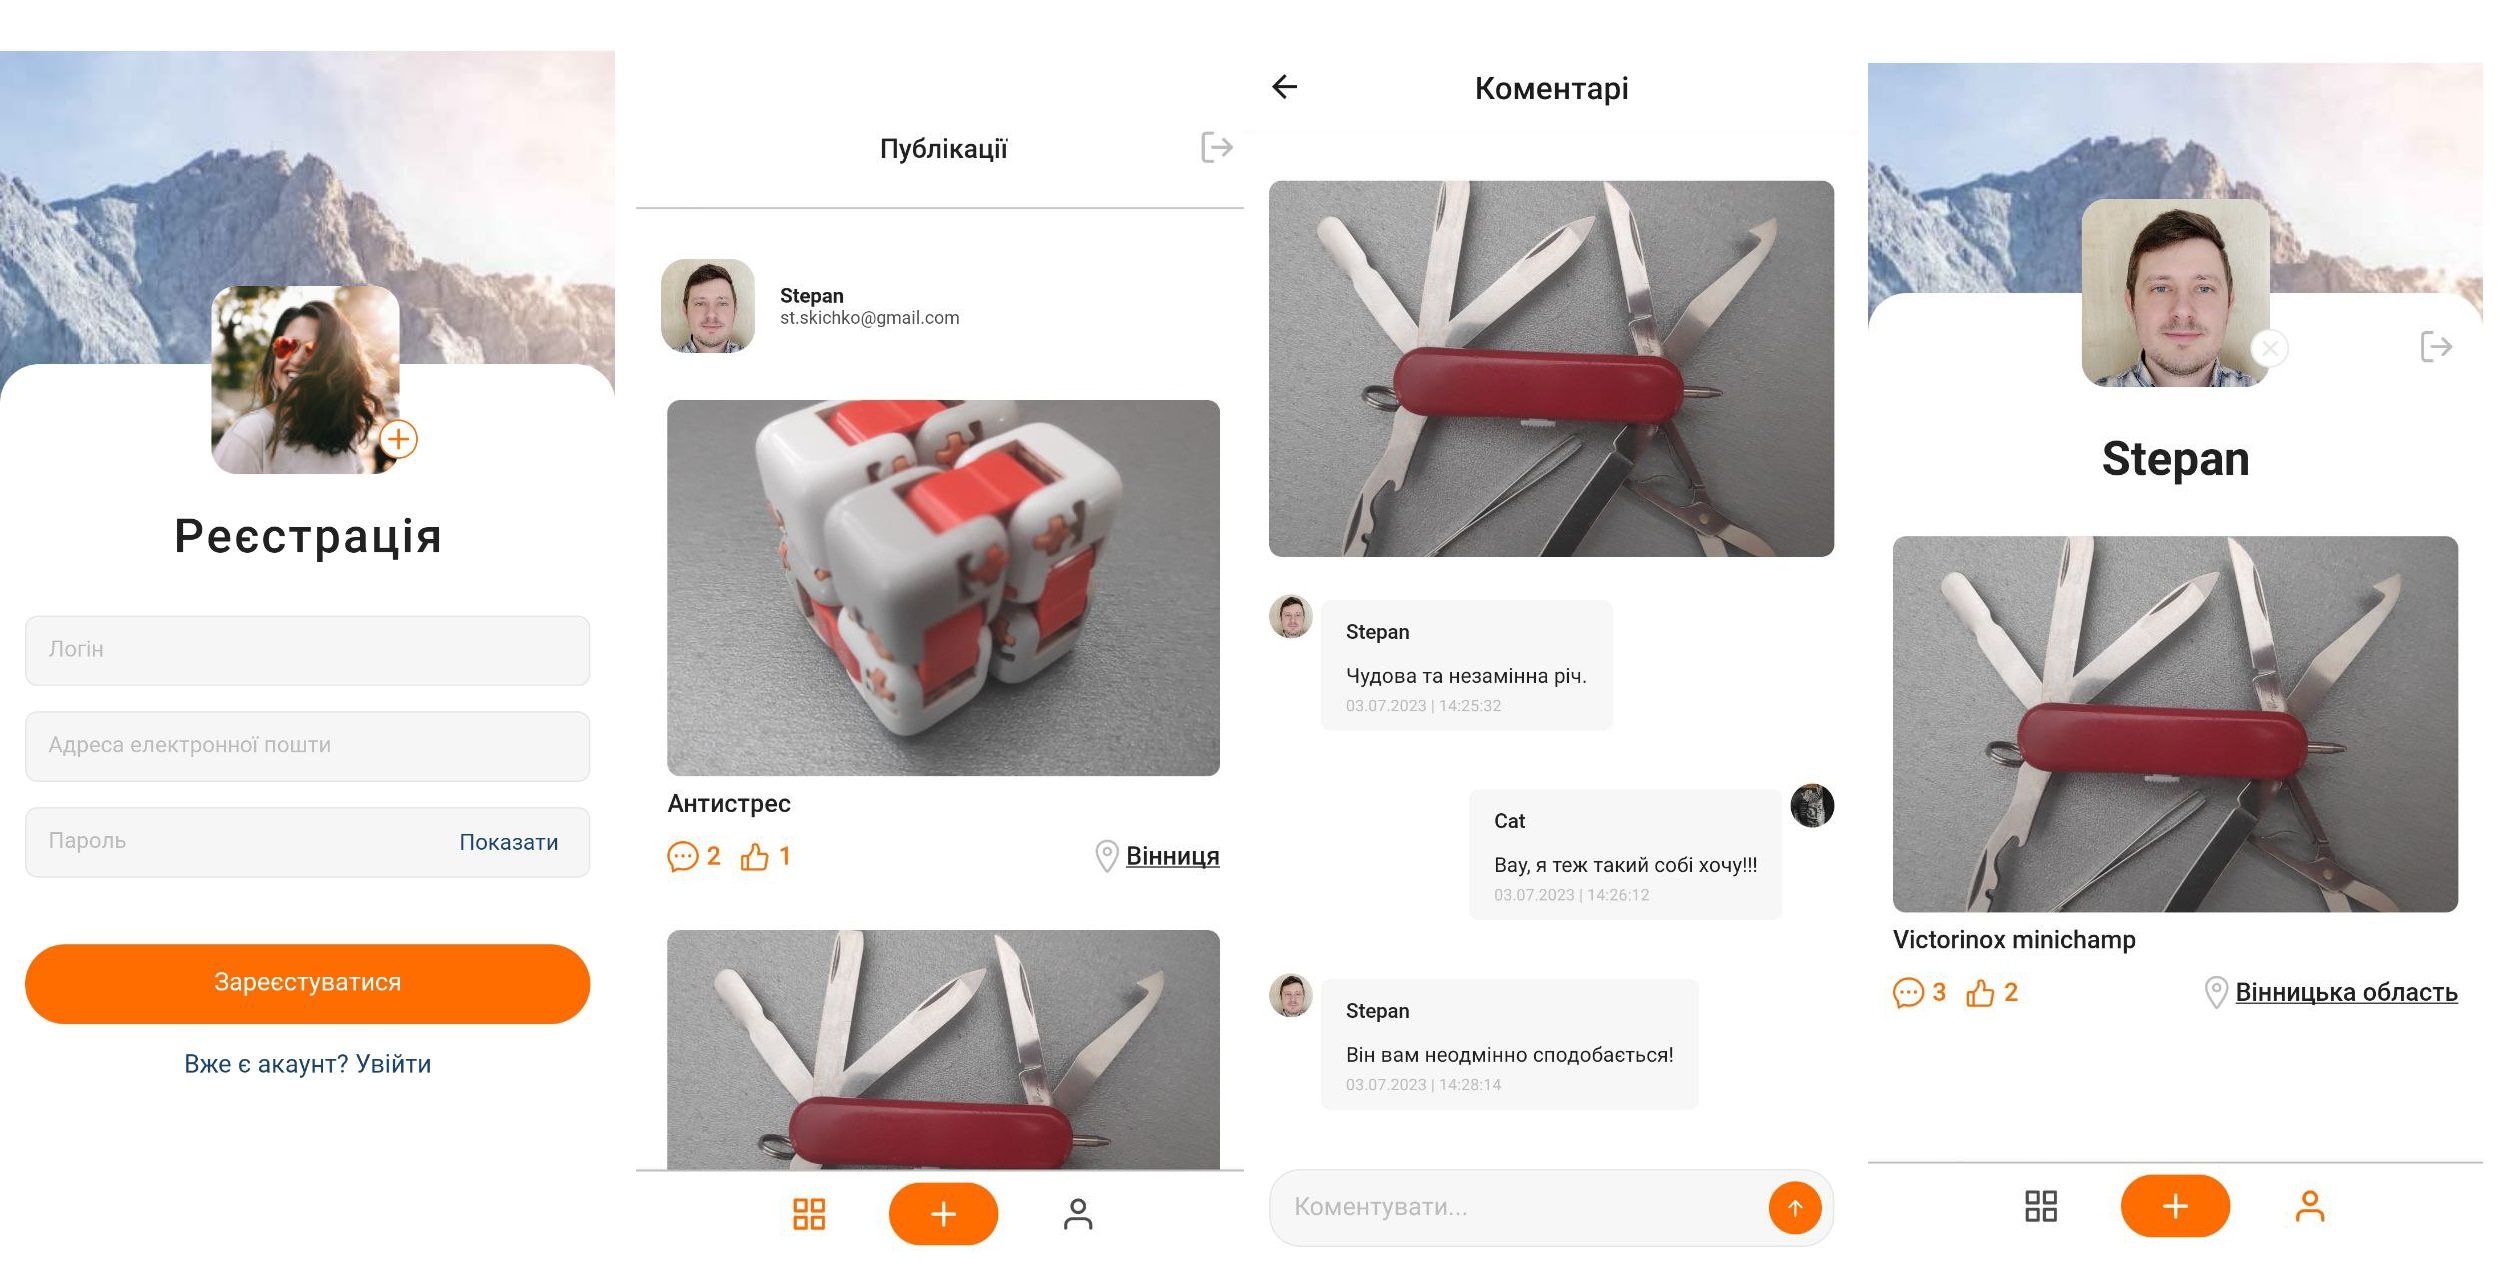 Реєстрація
Логін
Адреса електронної пошти
Пароль
Показати
Зареєстуватися
Вже є акаунт? Увійти
Публікації
Stepan
st.skichko@gmail.com
Антистрес
2
1
Вінниця
Коментарі
Stepan
Чудова та незамінна річ.
03.07.2023 | 14:25:32
Cat
Вау, я теж такий собі хочу!!!
03.07.2023 | 14:26:12
Stepan
Він вам неодмінно сподобається!
03.07.2023 | 14:28:14
Коментувати...
Stepan
Victorinox minichamp
3
2
Вінницька область